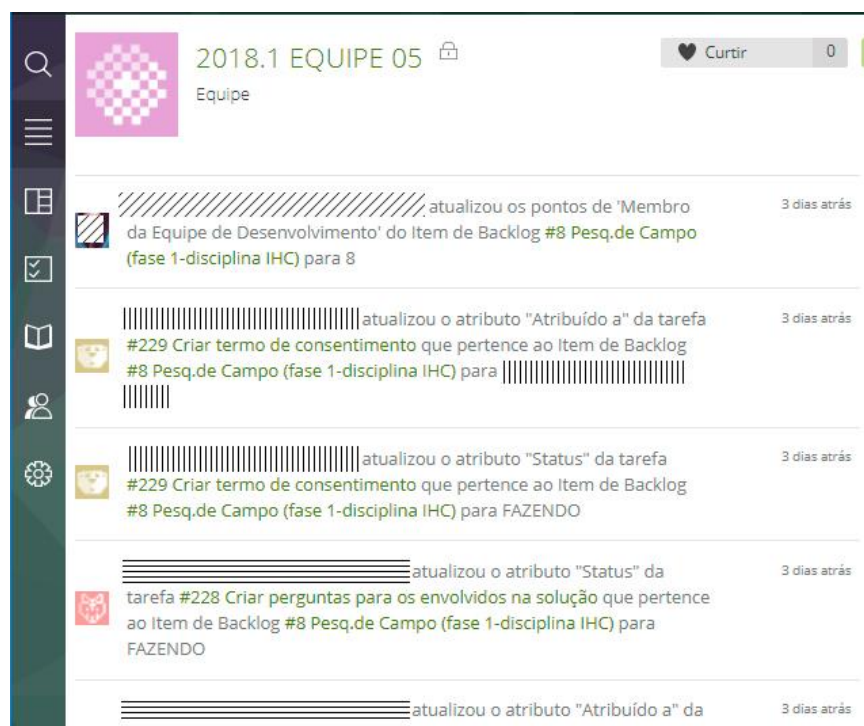 2018.1 EQUIPE 05
Curtir 0
Equipe
atualizou os pontos de 'Membro 3 dias atrás
da Equipe de Desenvolvimento' do Item de Backlog #8 Pesq.de Campo
(fase 1-disciplina IHC) para 8
atualizou o atributo "Atribuído a" da tarefa 3 dias atrás
#229 Criar termo de consentimento que pertence ao Item de Backlog
#8 Pesq.de Campo (fase 1-disciplina IHC) para
atualizou o atributo "Status" da tarefa 3 dias atrás
#229 Criar termo de consentimento que pertence ao Item de Backlog
#8 Pesq.de Campo (fase 1-disciplina IHC) para FAZENDO
atualizou o atributo "Status" da 3 dias atrás
tarefa #228 Criar perguntas para os envolvidos na solução que pertence
ao Item de Backlog #8 Pesq.de Campo (fase 1-disciplina IHC) para
FAZENDO
atualizou o atributo "Atribuído a" da 3 dias atrás